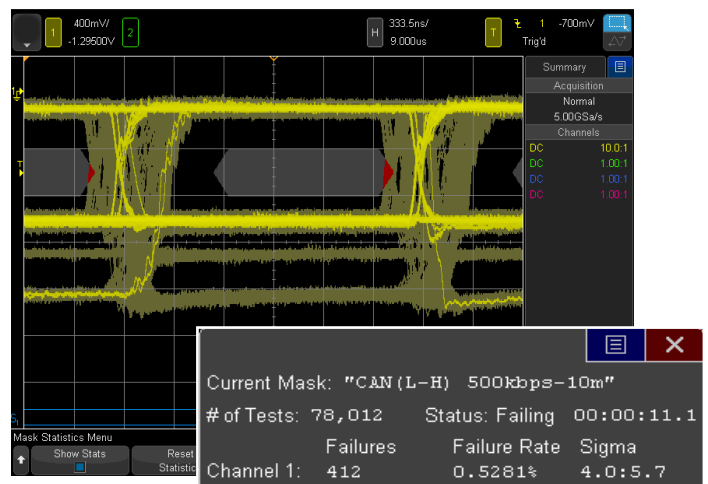 400mV/ 333.5ns/ 1 -700mV
1 2 H T
-1.29500V 9.000us Trig'd
Summary
Acquisition
Normal
5.00GSa/s
Channels
DC 10.0:1
DC 1.00:1
DC 1.00:1
DC 1.00:1
1
T
S1
Mask Statistics Menu
Show Stats Reset
Statistic
Current Mask: "CAN(L-H) 500kbps-10m"
# of Tests: 78,012 Status: Failing 00:00:11.1
Failures Failure Rate Sigma
Channel 1: 412 0.5281% 4.0:5.7